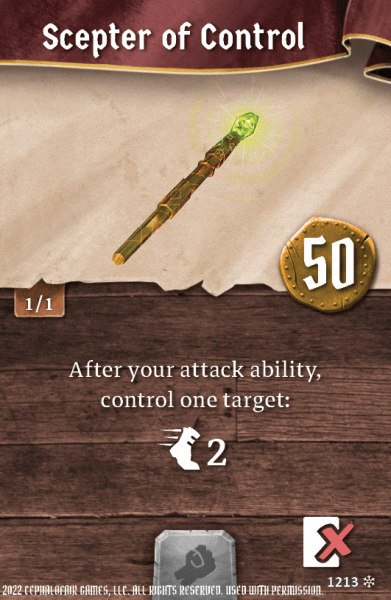 Scepter of Control
50
1/1
After your attack ability,
control one target:
2
1213
2022 CEPHALOFAIR GAMES, LLC. ALL RIGHTS RESERVED. USED WITH PERMISSION.